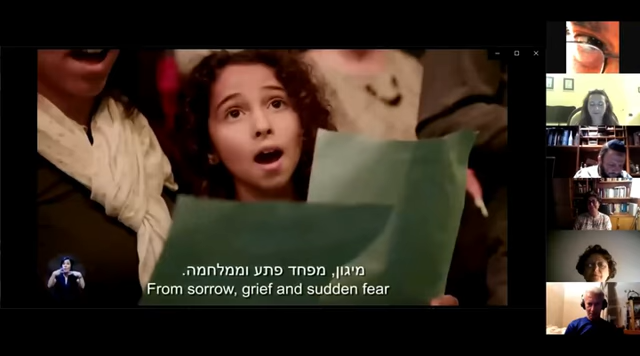 מיגון, מפחד פתע וממלחמה.
From sorrow, grief and sudden fear